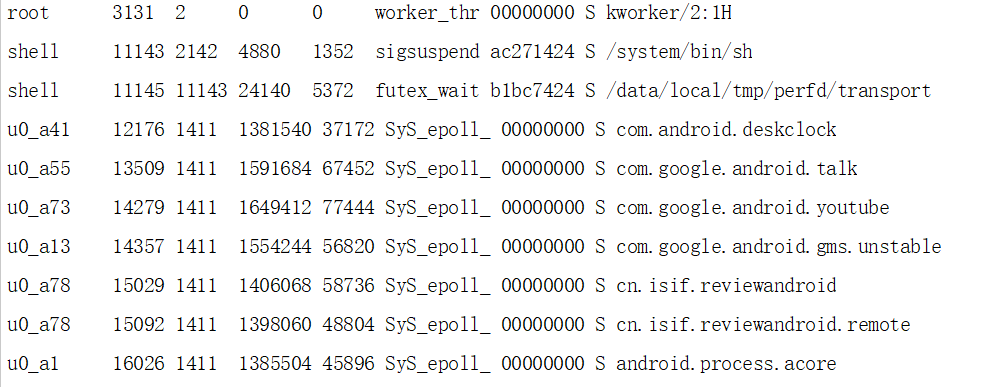 root 3131 2 0 0 worker_thr 00000000 S kworker/2:1H
shell 11143 2142 4880 1352 sigsuspend ac271424 S /system/bin/sh
shell 11145 11143 24140 5372 futex_wait b1bc7424 S /data/local/tmp/perfd/transport
u0_a41 12176 1411 1381540 37172 SyS_epoll_ 00000000 S com.android.deskclock
u0_a55 13509 1411 1591684 67452 SyS_epoll_ 00000000 S com.google.android.talk
u0_a73 14279 1411 1649412 77444 SyS_epoll_ 00000000 S com.google.android.youtube
u0_a13 14357 1411 1554244 56820 SyS_epoll_ 00000000 S com.google.android.gms.unstable
u0_a78 15029 1411 1406068 58736 SyS_epoll_ 00000000 S cn.isif.reviewandroid
u0_a78 15092 1411 1398060 48804 SyS_epoll_ 00000000 S cn.isif.reviewandroid.remote
u0_a1 16026 1411 1385504 45896 SyS_epoll_ 00000000 S android.process.acore